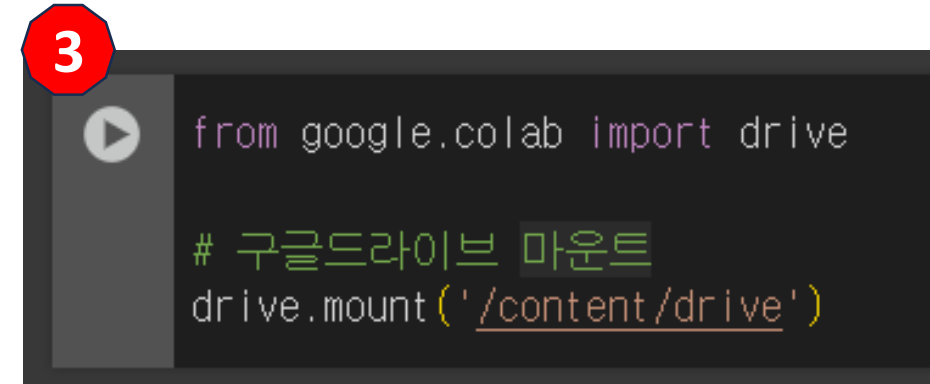 3
from google.colab import drive
# 구글드라이브 마운트
drive.mount('/content/drive')